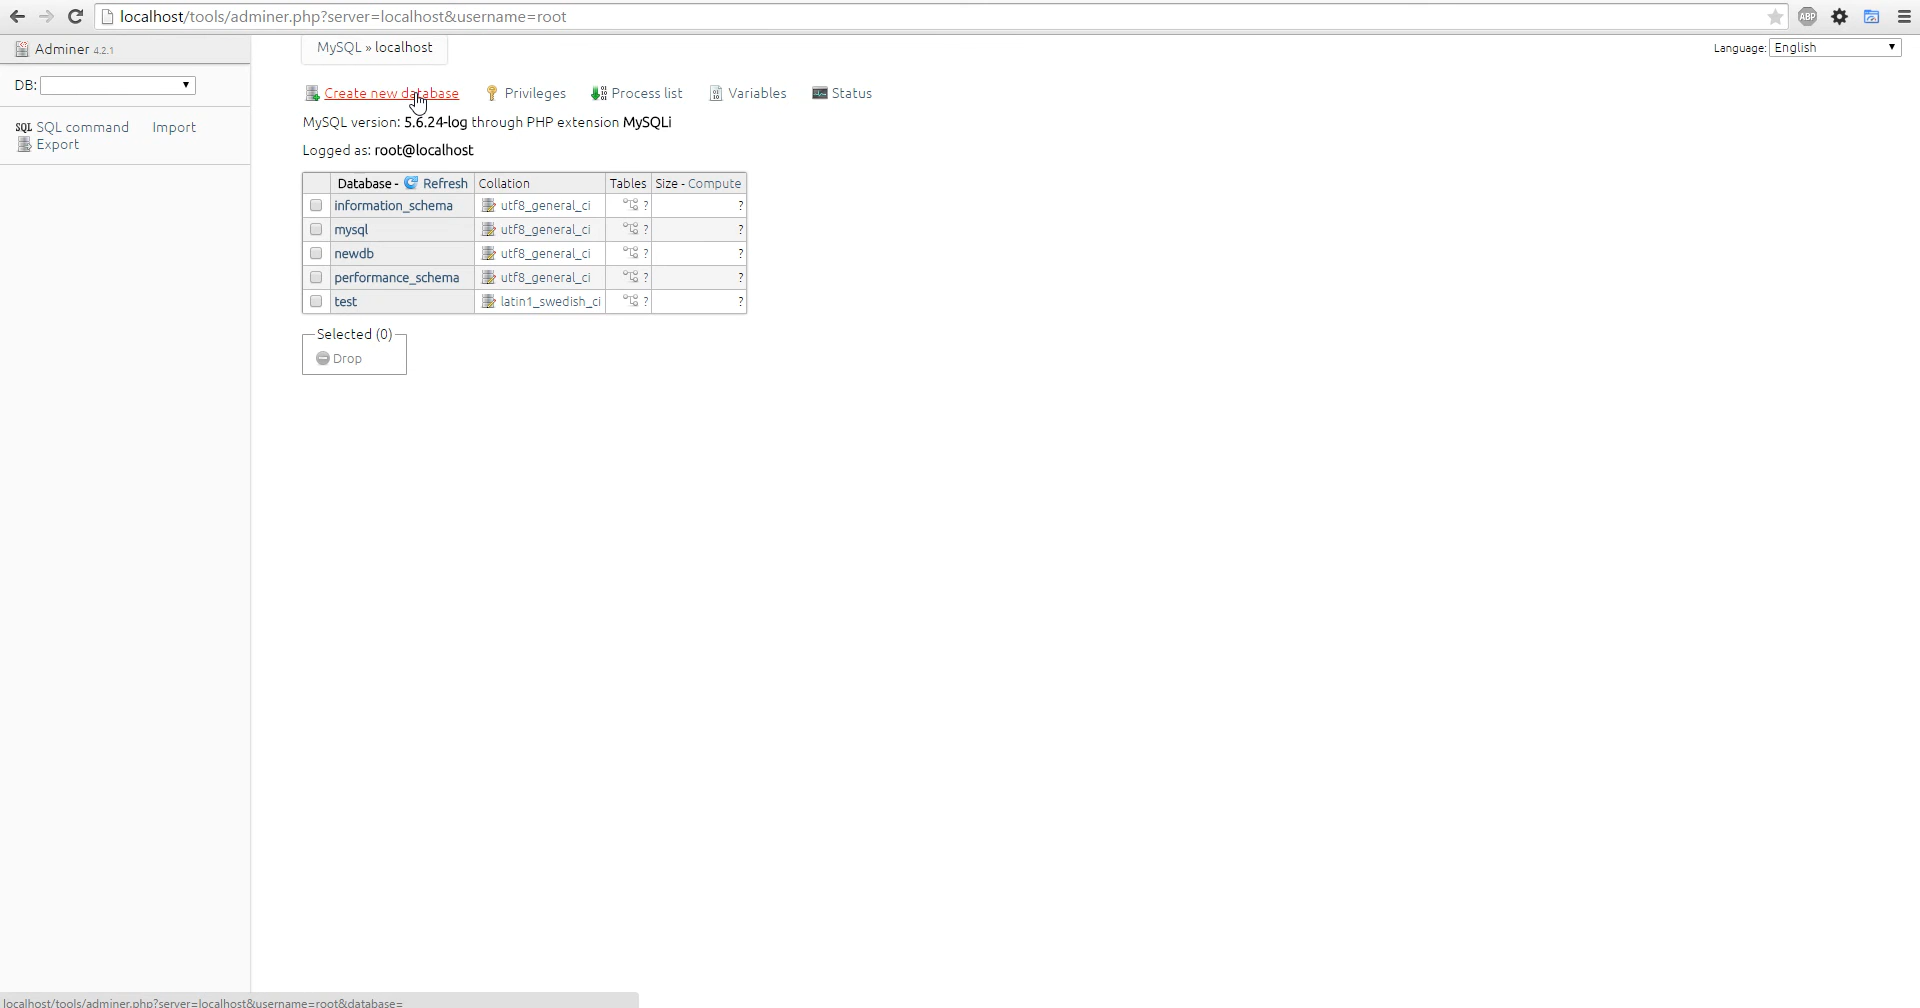 localhost/tools/adminer.php?server=localhost&username=root
ABP
Adminer 4.2.1
MySQL » localhost
Language: English
DB:
Create new database Privileges Process list Variables Status
SQL SQL command Import
Export
MySQL version: 5.6.24-log through PHP extension MySQLi
Logged as: root@localhost
Database - Refresh Collation Tables Size - Compute
information_schema utf8_general_ci ? ?
mysql utf8_general_ci ? ?
newdb utf8_general_ci ? ?
performance_schema utf8_general_ci ? ?
test latin1_swedish_ci ? ?
Selected (0)
Drop
localhost/tools/adminer.php?server=localhost&username=root&database=